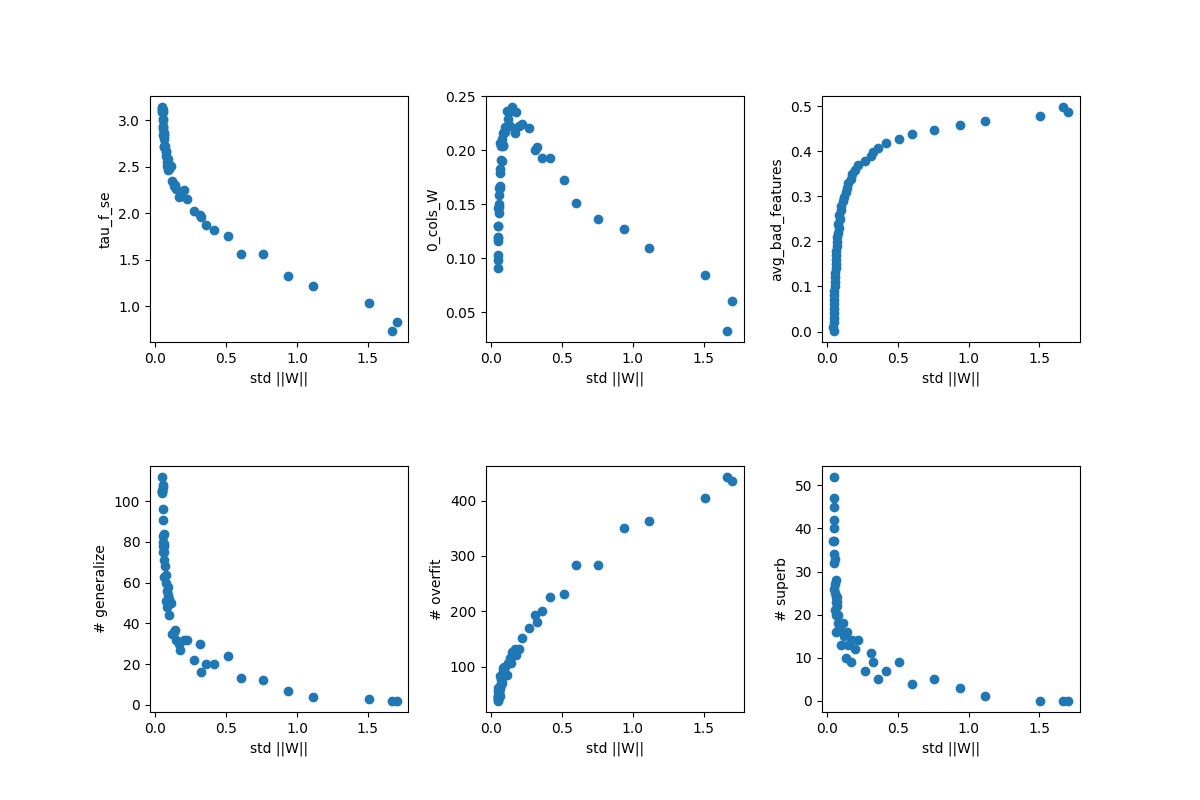 tau_f_se
3.0
2.5
2.0
1.5
1.0
0.0 0.5 1.0 1.5
std ||W||
0_cols_W
0.25
0.20
0.15
0.10
0.05
0.0 0.5 1.0 1.5
std ||W||
avg_bad_features
0.5
0.4
0.3
0.2
0.1
0.0
0.0 0.5 1.0 1.5
std ||W||
# generalize
100
80
60
40
20
0
0.0 0.5 1.0 1.5
std ||W||
# overfit
400
300
200
100
0.0 0.5 1.0 1.5
std ||W||
# superb
50
40
30
20
10
0
0.0 0.5 1.0 1.5
std ||W||